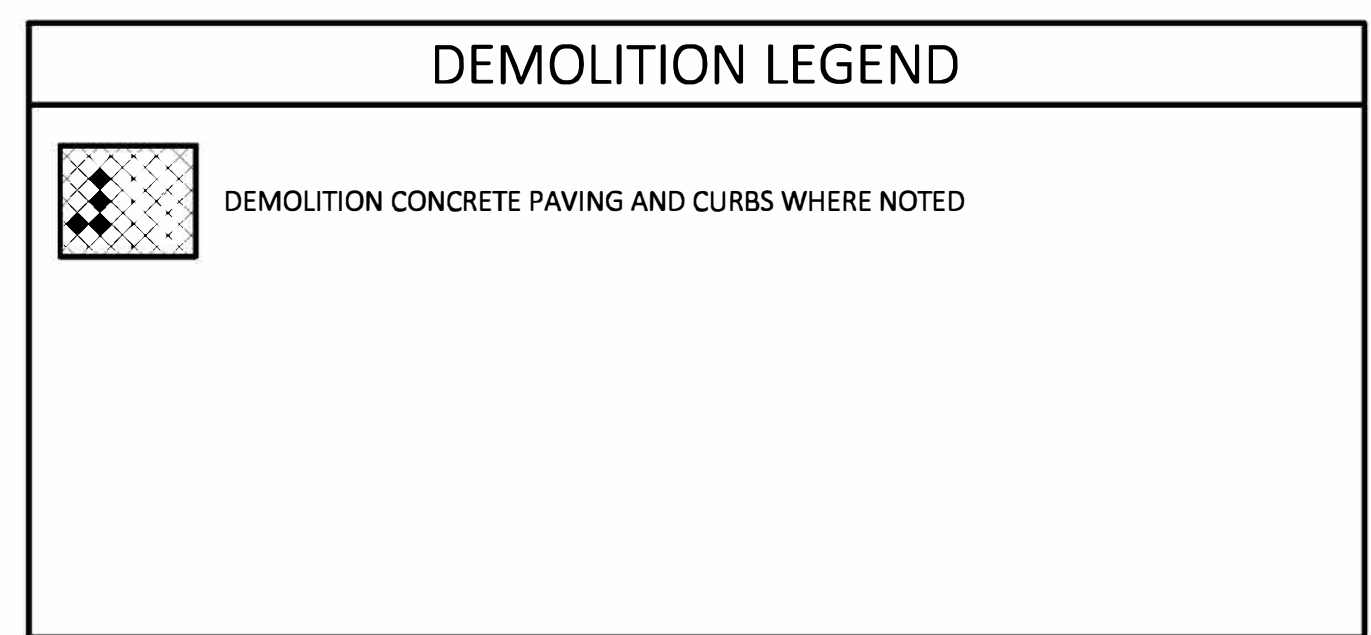 DEMOLITION LEGEND
DEMOLITION CONCRETE PAVING AND CURBS WHERE NOTED